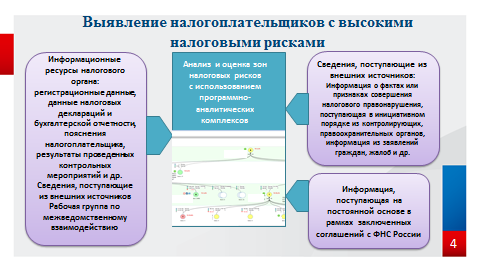 Выявление налогоплательщиков с высокими
налоговыми рисками
Информационные
ресурсы налогового
органа:
регистрационные данные,
данные налоговых
деклараций и
бухгалтерской отчетности,
пояснения
налогоплательщика,
результаты проведенных
контрольных
мероприятий и др.
Сведения, поступающие
из внешних источников
Рабочая группа по
межведомственному
взаимодействию
Анализ и оценка зон
налоговых рисков
с использованием
программно-
аналитических
комплексов
Сведения, поступающие из
внешних источников:
Информация о фактах или
признаках совершения
налогового правонарушения,
поступающая в инициативном
порядке из контролирующих,
правоохранительных органов,
информация из заявлений
граждан, жалоб и др.
Информация,
поступающая на
постоянной основе в
рамках заключенных
соглашений с ФНС России
4